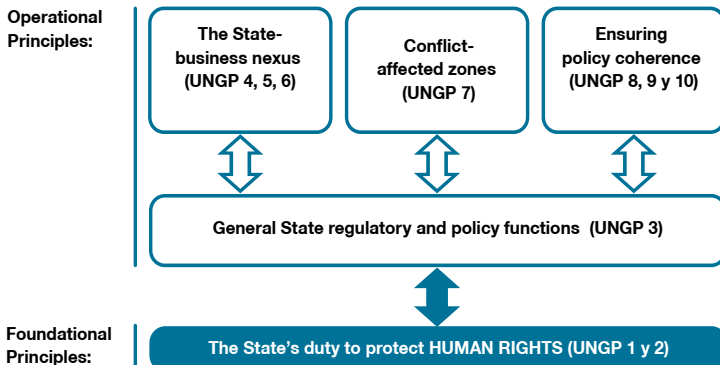 Operational
Principles:
The State-
business nexus
(UNGP 4, 5, 6)
Conflict-
affected zones
(UNGP 7)
Ensuring
policy coherence
(UNGP 8, 9 y 10)
General State regulatory and policy functions (UNGP 3)
Foundational
Principles:
The State’s duty to protect HUMAN RIGHTS (UNGP 1 y 2)